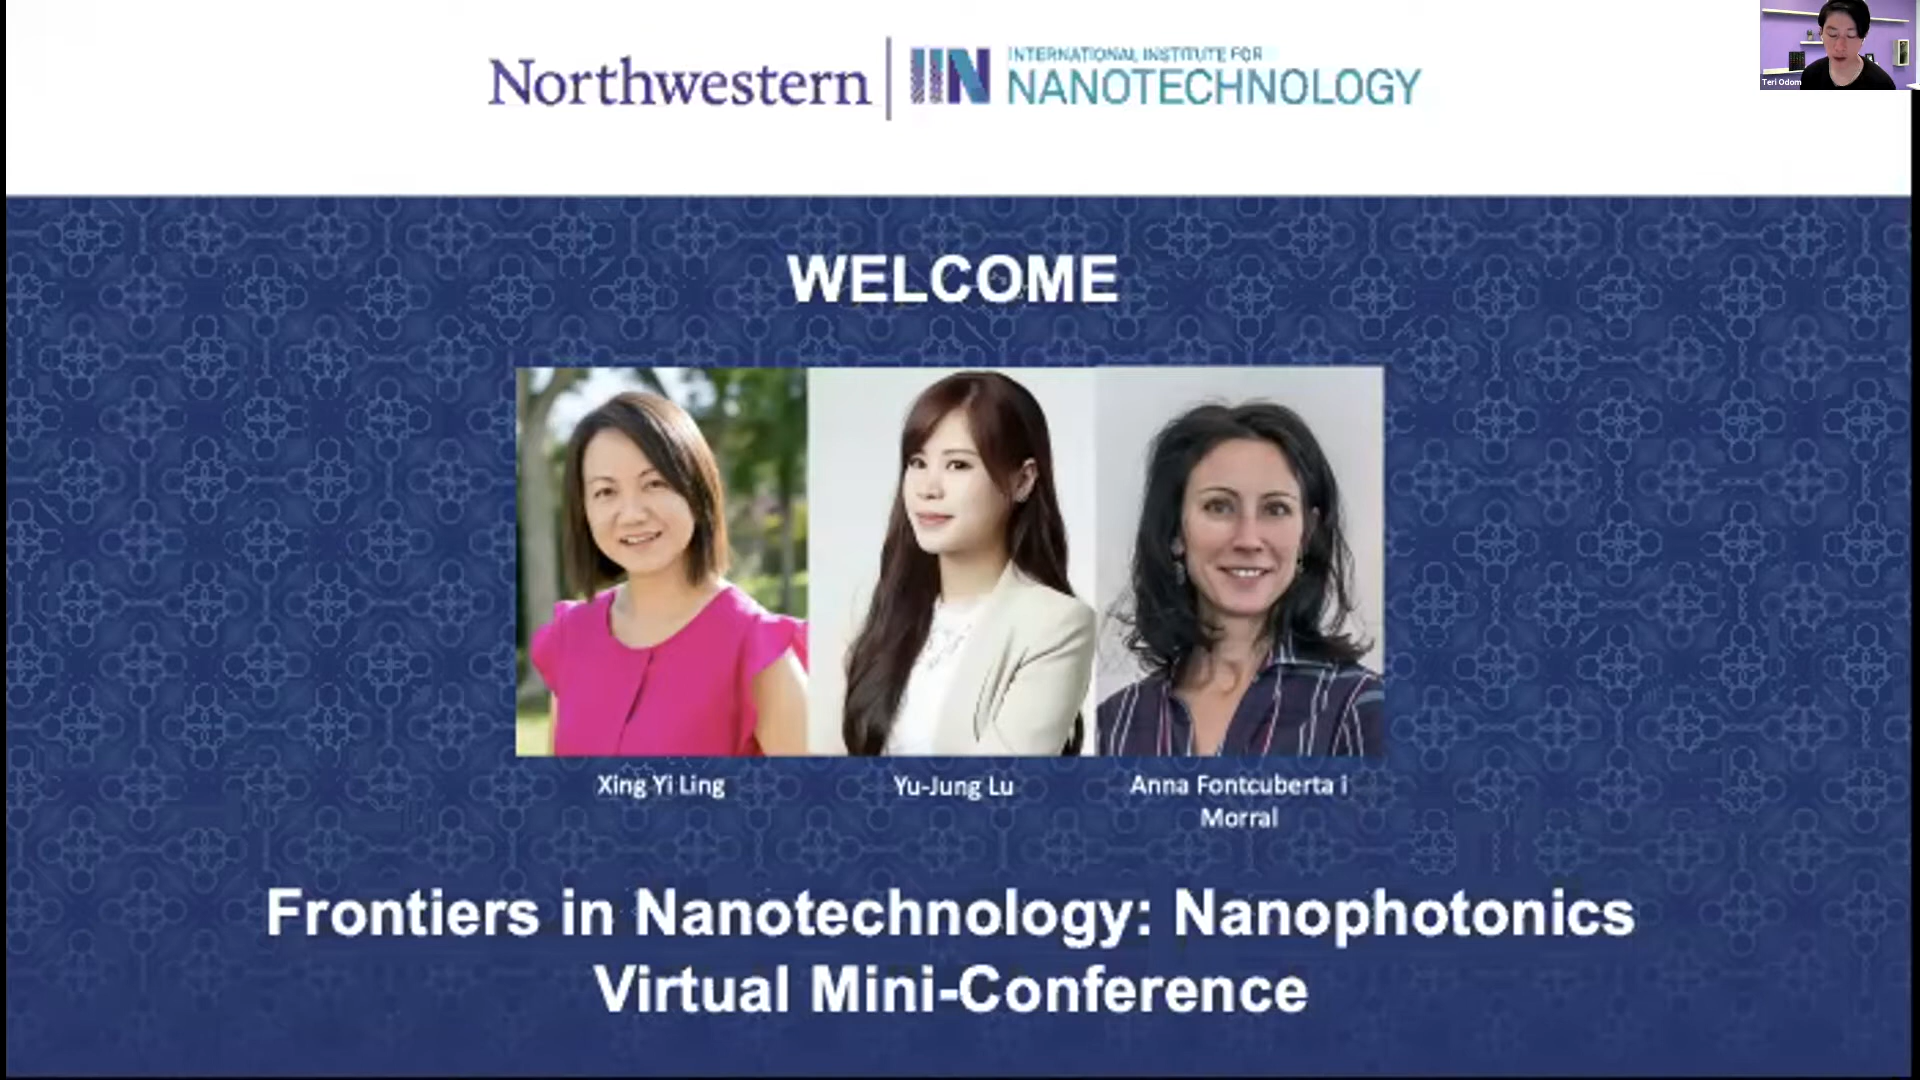 Northwestern
IIN
INTERNATIONAL INSTITUTE FOR
NANOTECHNOLOGY
Teri Odom
WELCOME
Xing Yi Ling
Yu-Jung Lu
Anna Fontcuberta i
Morral
Frontiers in Nanotechnology: Nanophotonics
Virtual Mini-Conference